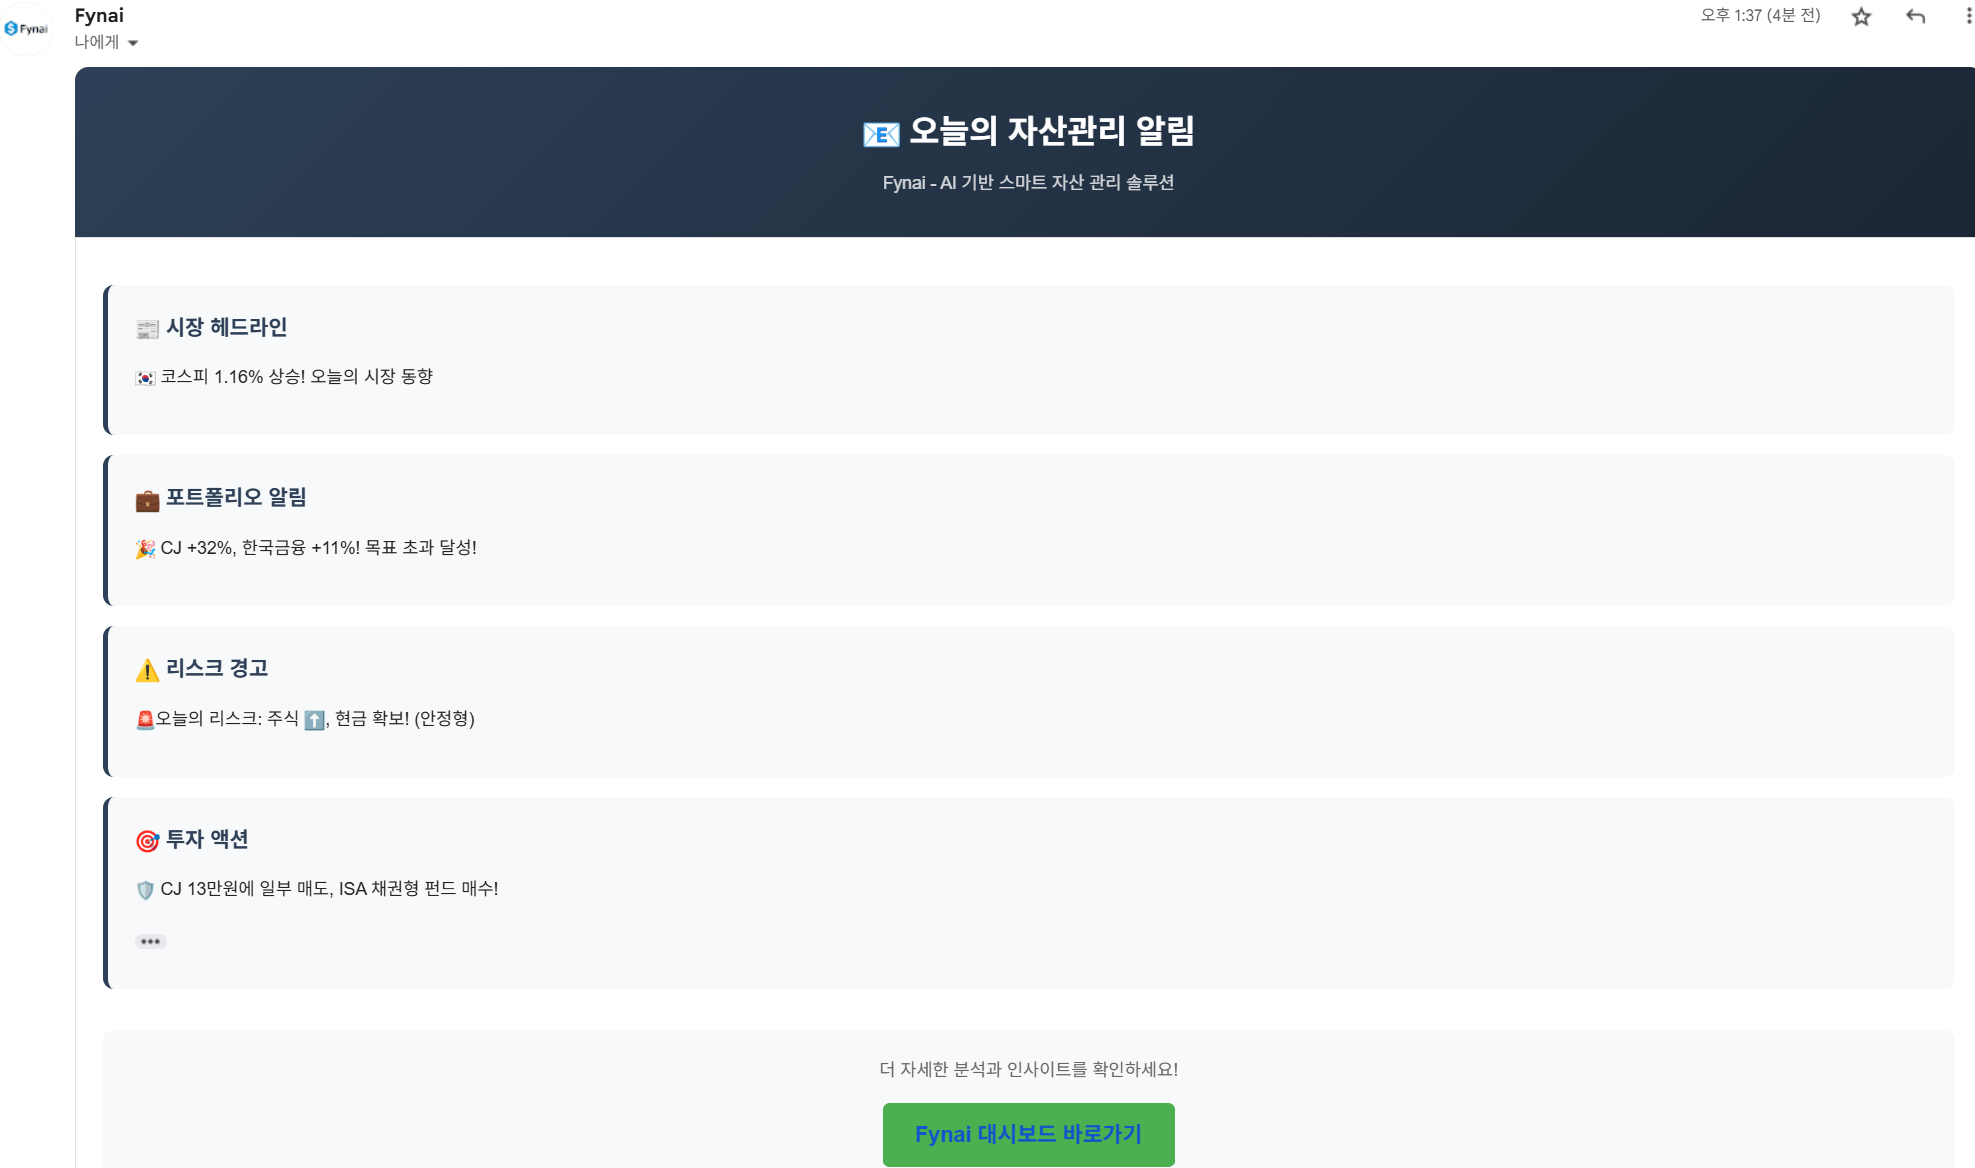 Fynai
Fynai
오후 1:37 (4분 전)
나에게
📧 오늘의 자산관리 알림
Fynai - AI 기반 스마트 자산 관리 솔루션
📰 시장 헤드라인
🇰🇷 코스피 1.16% 상승! 오늘의 시장 동향
💼 포트폴리오 알림
🎉 CJ +32%, 한국금융 +11%! 목표 초과 달성!
⚠️ 리스크 경고
🚨오늘의 리스크: 주식 ⬆️, 현금 확보! (안정형)
🎯 투자 액션
🛡️ CJ 13만원에 일부 매도, ISA 채권형 펀드 매수!
더 자세한 분석과 인사이트를 확인하세요!
Fynai 대시보드 바로가기